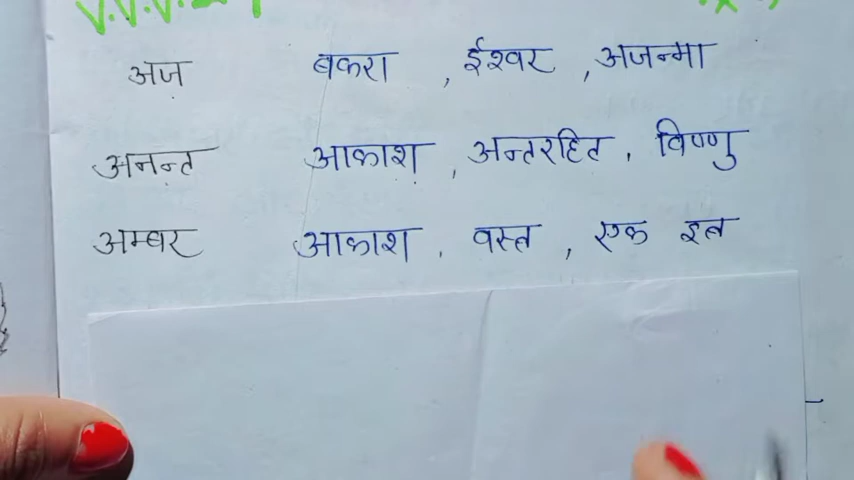 अज बकरा , ईश्वर , अजन्मा
अनन्त आकाश , अन्तरहित , विष्णु
अम्बर आकाश , वस्त्र , एक इत्र